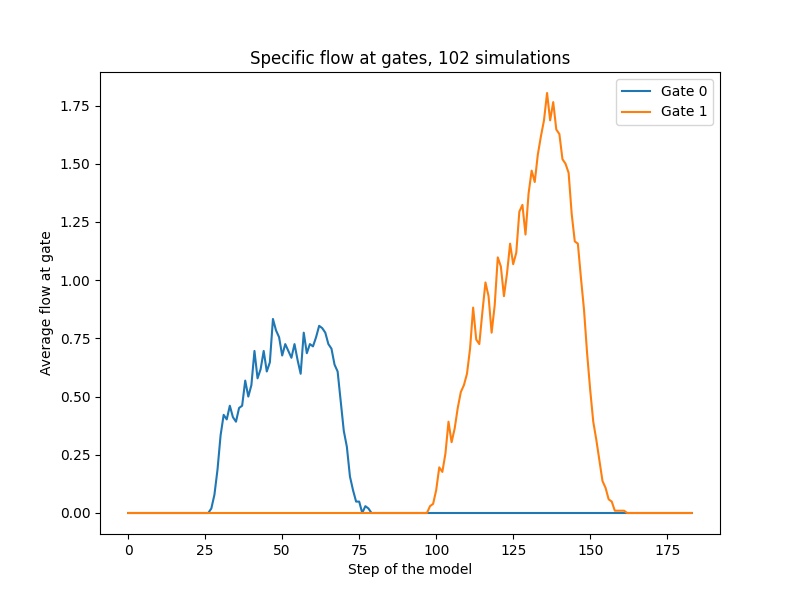 Specific flow at gates, 102 simulations
Gate 0
Gate 1
Average flow at gate
1.75
1.50
1.25
1.00
0.75
0.50
0.25
0.00
0 25 50 75 100 125 150 175
Step of the model